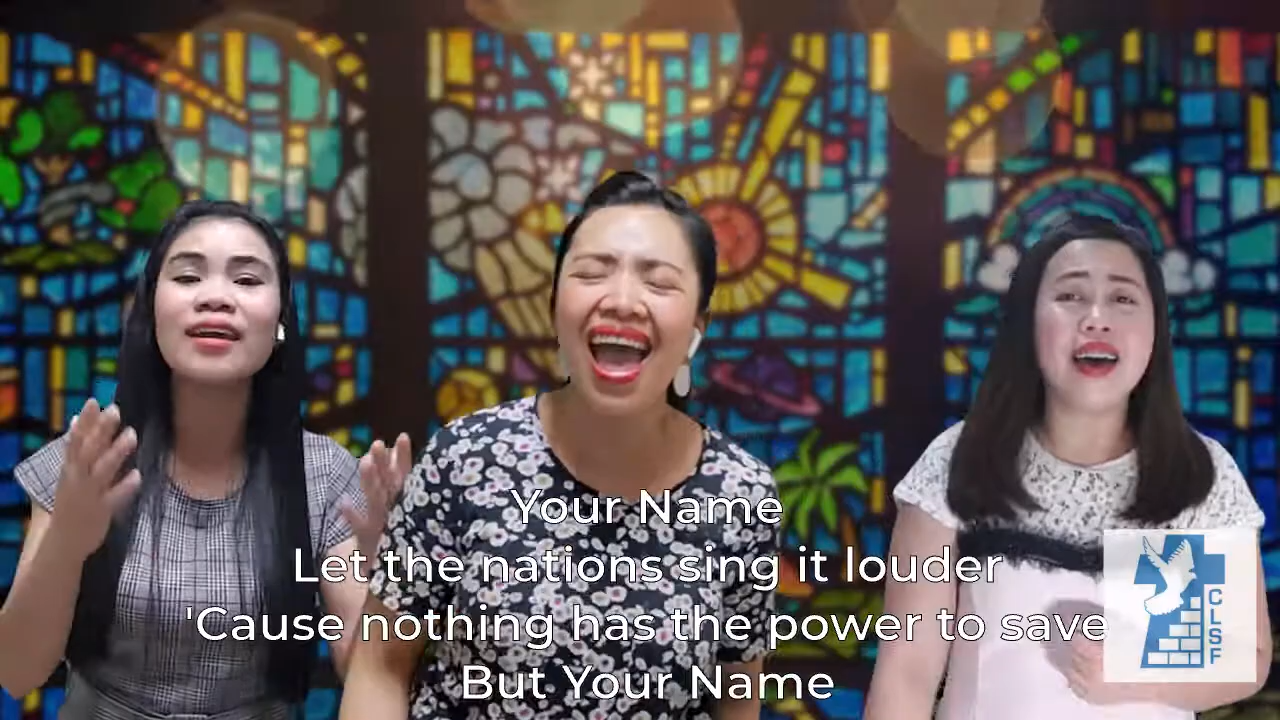 Your Name
Let the nations sing it louder
'Cause nothing has the power to save
But Your Name
CLSF